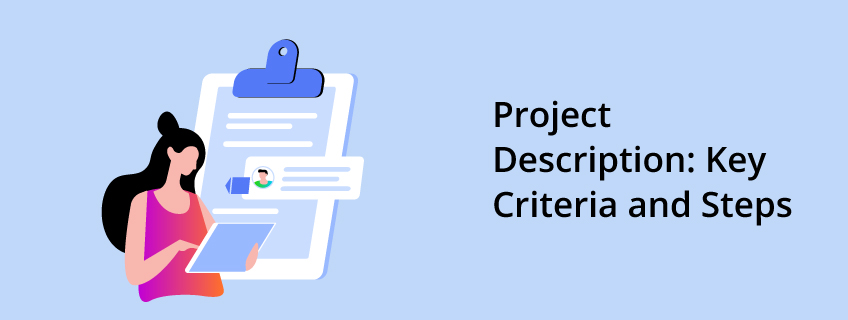 Project
Description: Key
Criteria and Steps